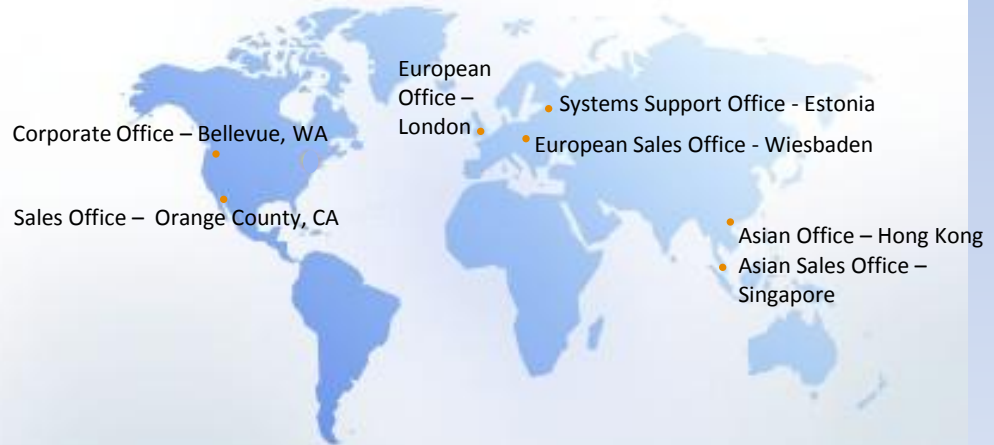 European
Office –
London
Systems Support Office - Estonia
Corporate Office – Bellevue, WA
European Sales Office - Wiesbaden
Sales Office –  Orange County, CA
Asian Office – Hong Kong
Asian Sales Office –
Singapore